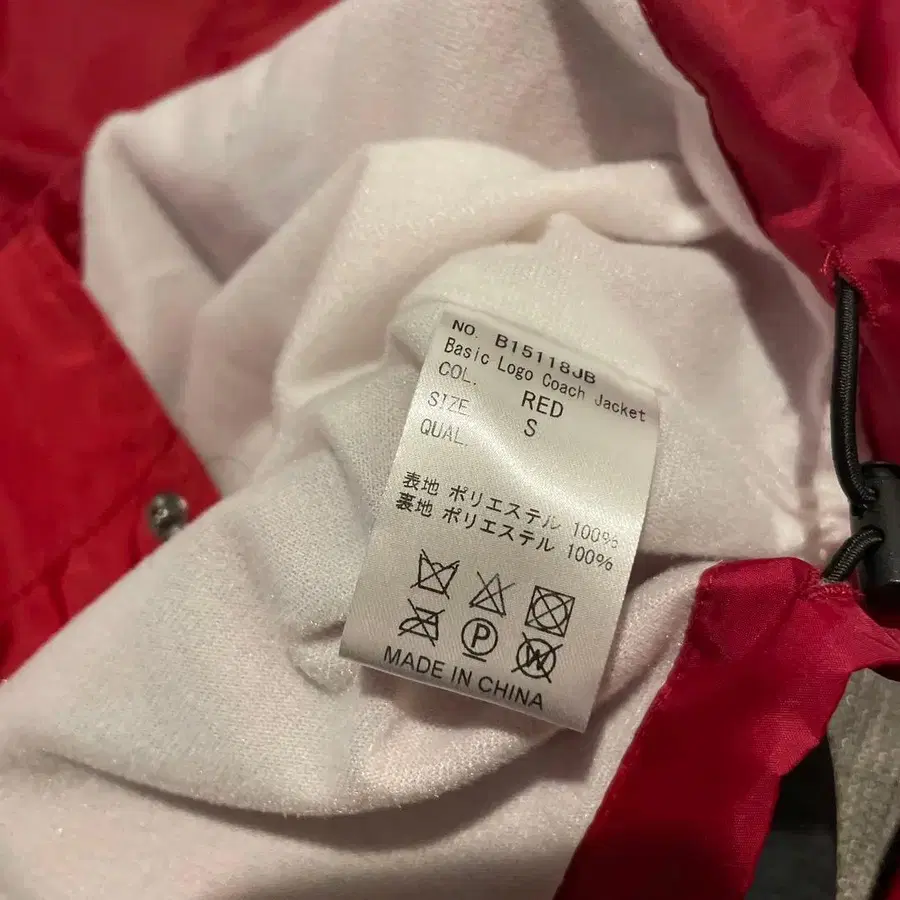 NO. B15118JB
Basic Logo Coach Jacket
COL. RED
SIZE S
QUAL.
表地 ポリエステル 100%
裏地 ポリエステル 100%
P
W
MADE IN CHINA